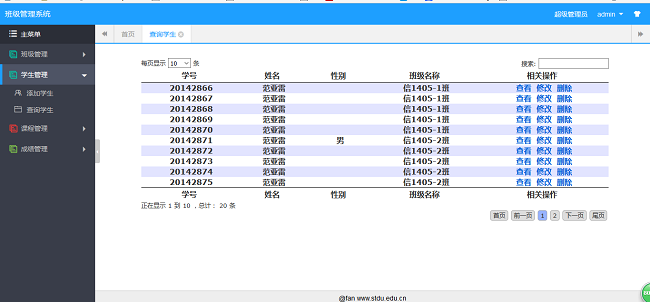 班级管理系统 超级管理员 admin
主菜单 首页 查询学生
班级管理
学生管理
添加学生
查询学生
课程管理
成绩管理
每页显示 10 条 搜索:
学号 姓名 性别 班级名称 相关操作
20142866 范亚雷 信1405-1班 查看 修改 删除
20142867 范亚雷 信1405-1班 查看 修改 删除
20142868 范亚雷 信1405-1班 查看 修改 删除
20142869 范亚雷 信1405-1班 查看 修改 删除
20142870 范亚雷 信1405-1班 查看 修改 删除
20142871 范亚雷 男 信1405-2班 查看 修改 删除
20142872 范亚雷 信1405-2班 查看 修改 删除
20142873 范亚雷 信1405-2班 查看 修改 删除
20142874 范亚雷 信1405-2班 查看 修改 删除
20142875 范亚雷 信1405-2班 查看 修改 删除
学号 姓名 性别 班级名称 相关操作
正在显示 1 到 10 ，总计： 20 条
首页 前一页 1 2 下一页 尾页
@fan www.stdu.edu.cn